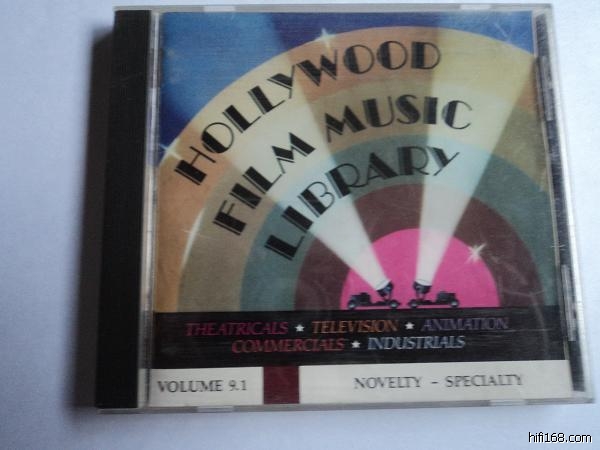 HOLLYWOOD
FILM MUSIC
LIBRARY
THEATRICALS ★ TELEVISION ★ ANIMATION
COMMERCIALS ★ INDUSTRIALS
VOLUME 9.1 NOVELTY - SPECIALTY
hifi168.com